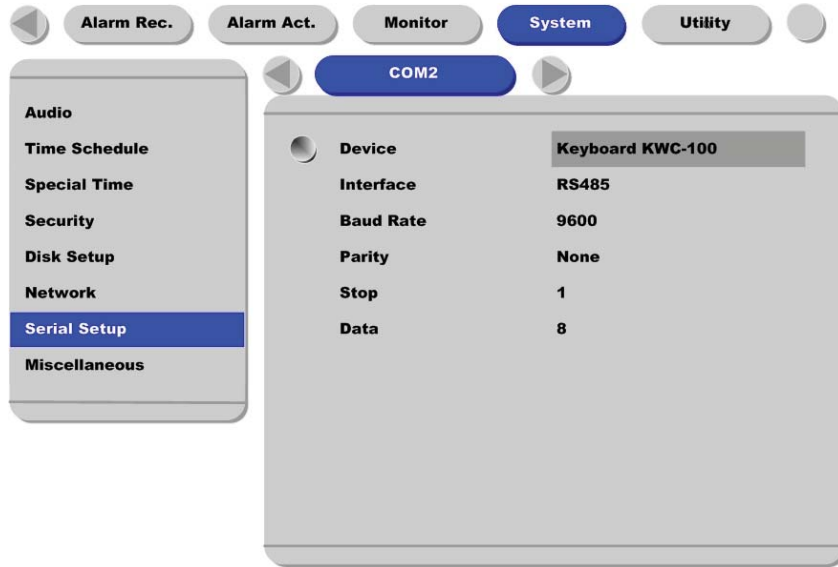 Alarm Rec. Alarm Act. Monitor System Utility
COM2
Audio
Time Schedule
Special Time
Security
Disk Setup
Network
Serial Setup
Miscellaneous
Device Keyboard KWC-100
Interface RS485
Baud Rate 9600
Parity None
Stop 1
Data 8